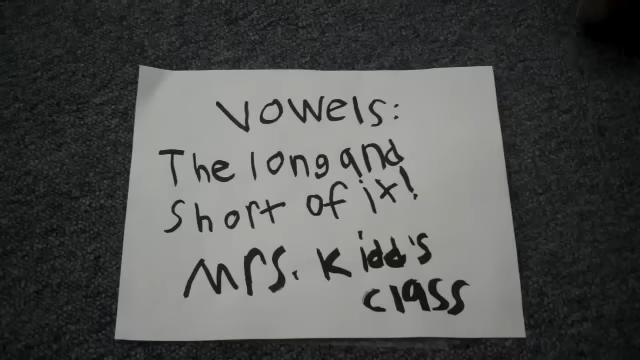 Vowels:
The long and
short of it!
Mrs. Kidd's
class